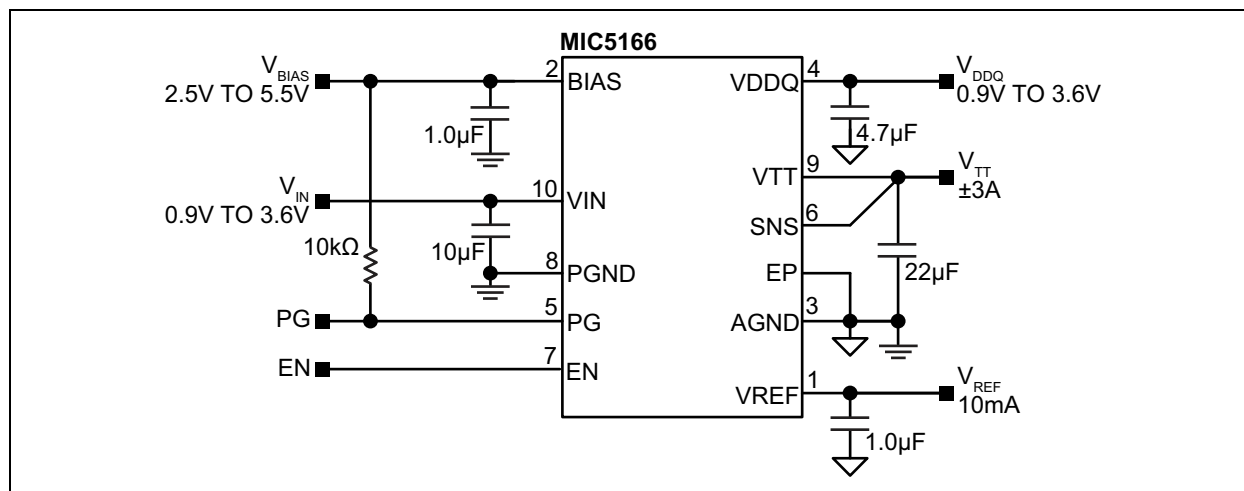 MIC5166
VBIAS
2.5V TO 5.5V
2
BIAS
VDDQ
4
VDDQ
0.9V TO 3.6V
1.0µF
4.7µF
VIN
0.9V TO 3.6V
10
VIN
VTT
9
VTT
±3A
SNS
6
10kΩ
10µF
8
PGND
EP
22µF
PG
5
PG
AGND
3
EN
7
EN
VREF
1
VREF
10mA
1.0µF